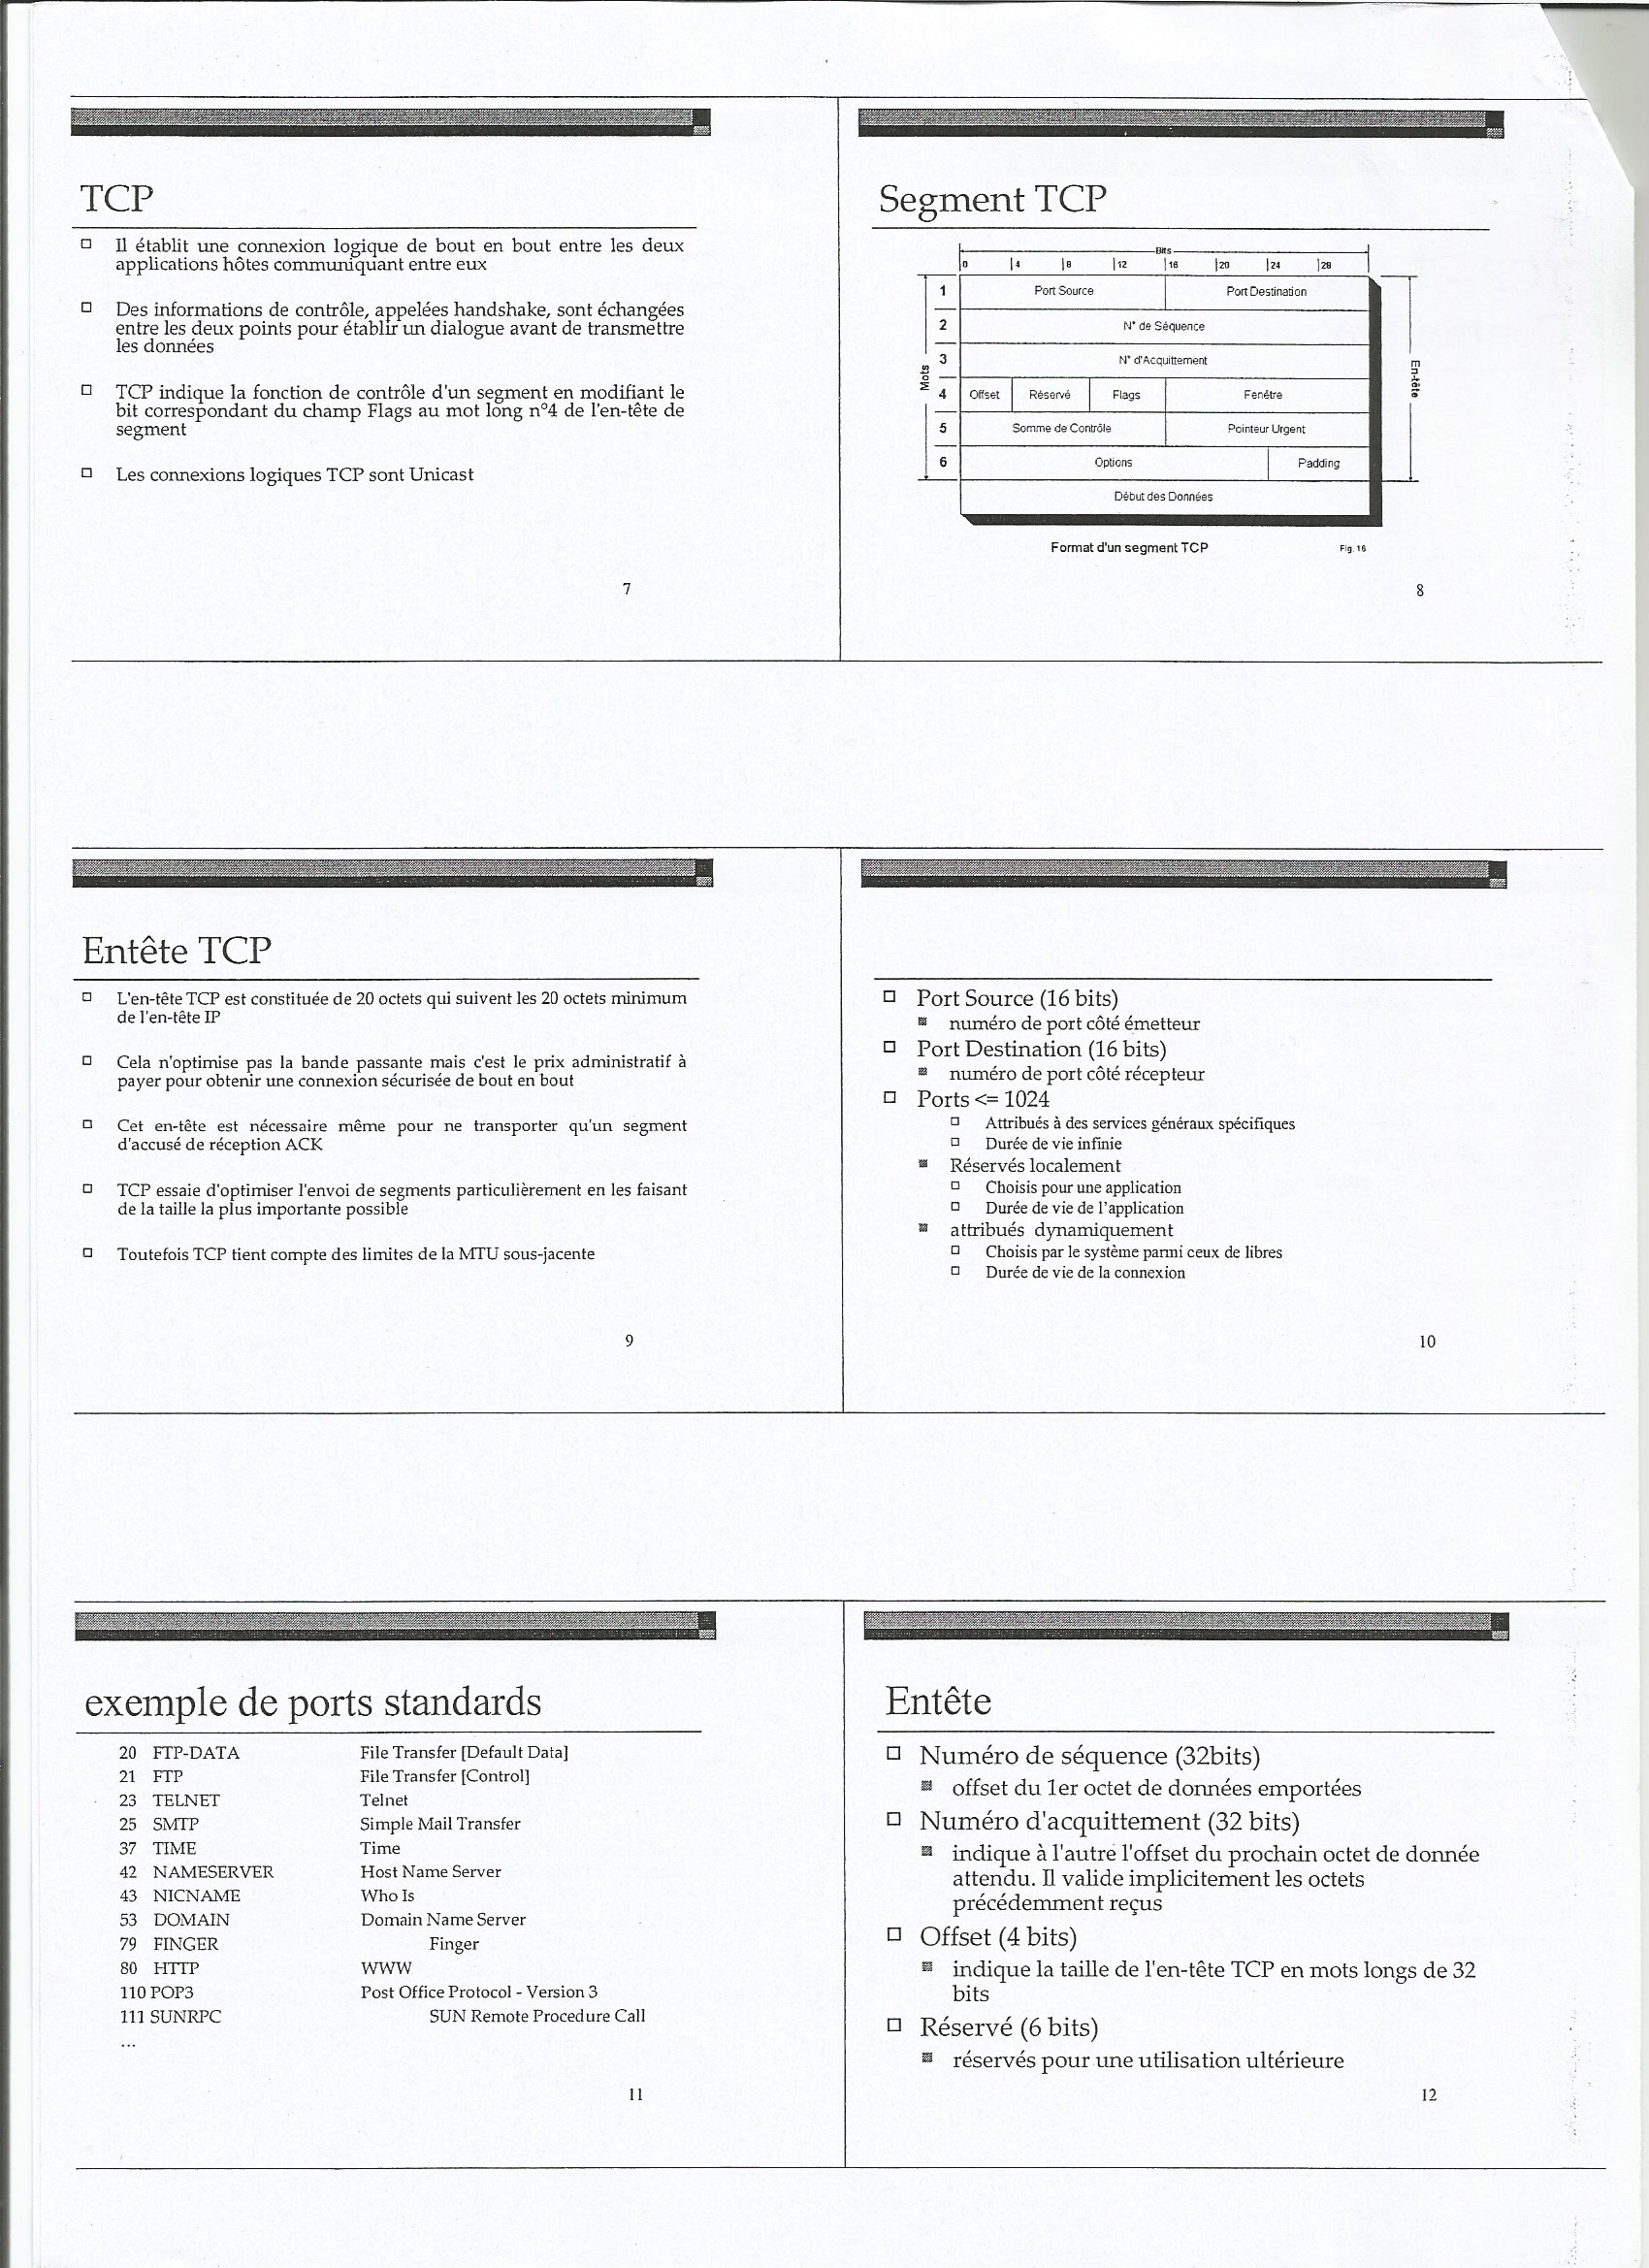 TCP
Il établit une connexion logique de bout en bout entre les deux
applications hôtes communiquant entre eux
Des informations de contrôle, appelées handshake, sont échangées
entre les deux points pour établir un dialogue avant de transmettre
les données
TCP indique la fonction de contrôle d'un segment en modifiant le
bit correspondant du champ Flags au mot long n°4 de l'en-tête de
segment
Les connexions logiques TCP sont Unicast
7
Segment TCP
Bits
0 4 8 12 16 20 24 28
Mots
En-tête
1 Port Source Port Destination
2 N° de Séquence
3 N° d'Acquittement
4 Offset Réservé Flags Fenêtre
5 Somme de Contrôle Pointeur Urgent
6 Options Padding
Début des Données
Format d'un segment TCP Fig. 16
8
Entête TCP
L'en-tête TCP est constituée de 20 octets qui suivent les 20 octets minimum
de l'en-tête IP
Cela n'optimise pas la bande passante mais c'est le prix administratif à
payer pour obtenir une connexion sécurisée de bout en bout
Cet en-tête est nécessaire même pour ne transporter qu'un segment
d'accusé de réception ACK
TCP essaie d'optimiser l'envoi de segments particulièrement en les faisant
de la taille la plus importante possible
Toutefois TCP tient compte des limites de la MTU sous-jacente
9
Port Source (16 bits)
numéro de port côté émetteur
Port Destination (16 bits)
numéro de port côté récepteur
Ports <= 1024
Attribués à des services généraux spécifiques
Durée de vie infinie
Réservés localement
Choisis pour une application
Durée de vie de l'application
attribués dynamiquement
Choisis par le système parmi ceux de libres
Durée de vie de la connexion
10
exemple de ports standards
20 FTP-DATA File Transfer [Default Data]
21 FTP File Transfer [Control]
23 TELNET Telnet
25 SMTP Simple Mail Transfer
37 TIME Time
42 NAMESERVER Host Name Server
43 NICNAME Who Is
53 DOMAIN Domain Name Server
79 FINGER Finger
80 HTTP WWW
110 POP3 Post Office Protocol - Version 3
111 SUNRPC SUN Remote Procedure Call
...
11
Entête
Numéro de séquence (32bits)
offset du 1er octet de données emportées
Numéro d'acquittement (32 bits)
indique à l'autre l'offset du prochain octet de donnée
attendu. Il valide implicitement les octets
précédemment reçus
Offset (4 bits)
indique la taille de l'en-tête TCP en mots longs de 32
bits
Réservé (6 bits)
réservés pour une utilisation ultérieure
12